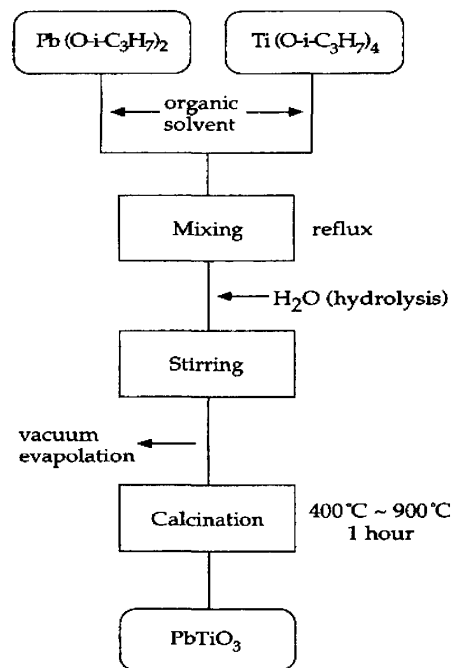 Pb(O-i-C3H7)2
Ti(O-i-C3H7)4
organic
solvent
Mixing
reflux
H2O (hydrolysis)
Stirring
vacuum
evapolation
Calcination
400℃ ~ 900℃
1 hour
PbTiO3